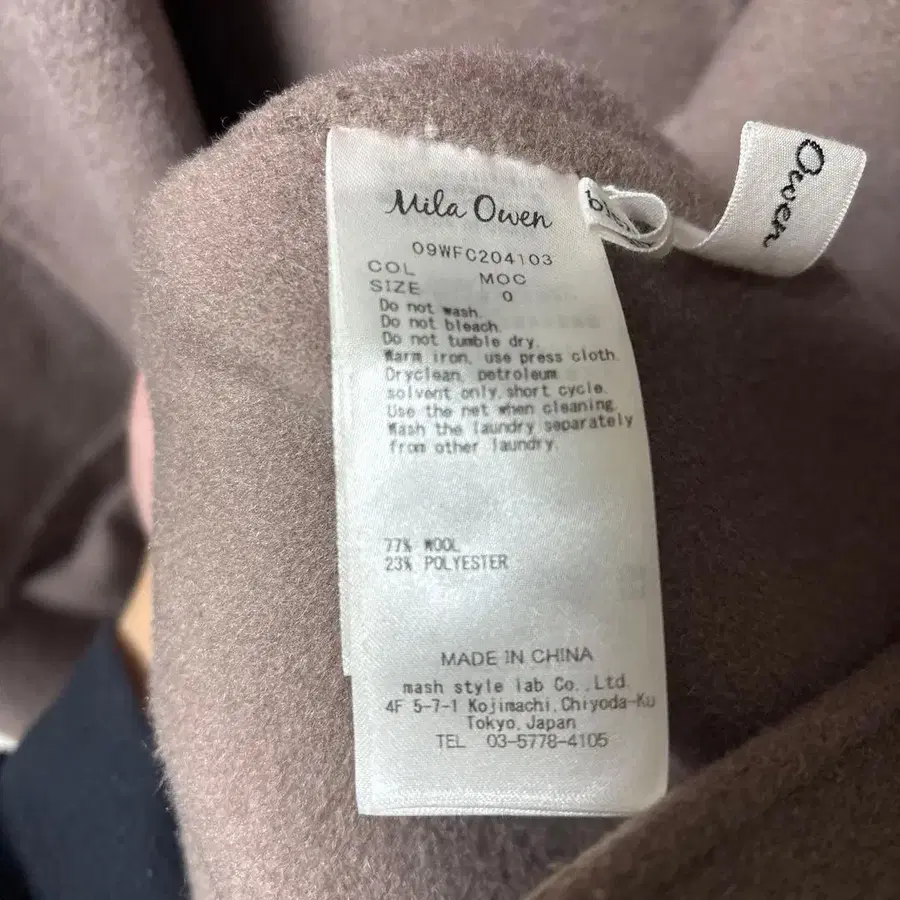 Mila Owen
09WFC204103
COL MOC
SIZE 0
Do not wash.
Do not bleach.
Do not tumble dry.
Warm iron, use press cloth.
Dryclean, petroleum
solvent only, short cycle.
Use the net when cleaning.
Wash the laundry separately
from other laundry.
77% WOOL
23% POLYESTER
MADE IN CHINA
mash style lab Co.,Ltd.
4F 5-7-1 Kojimachi,Chiyoda-Ku
Tokyo,Japan
TEL 03-5778-4105
Owen